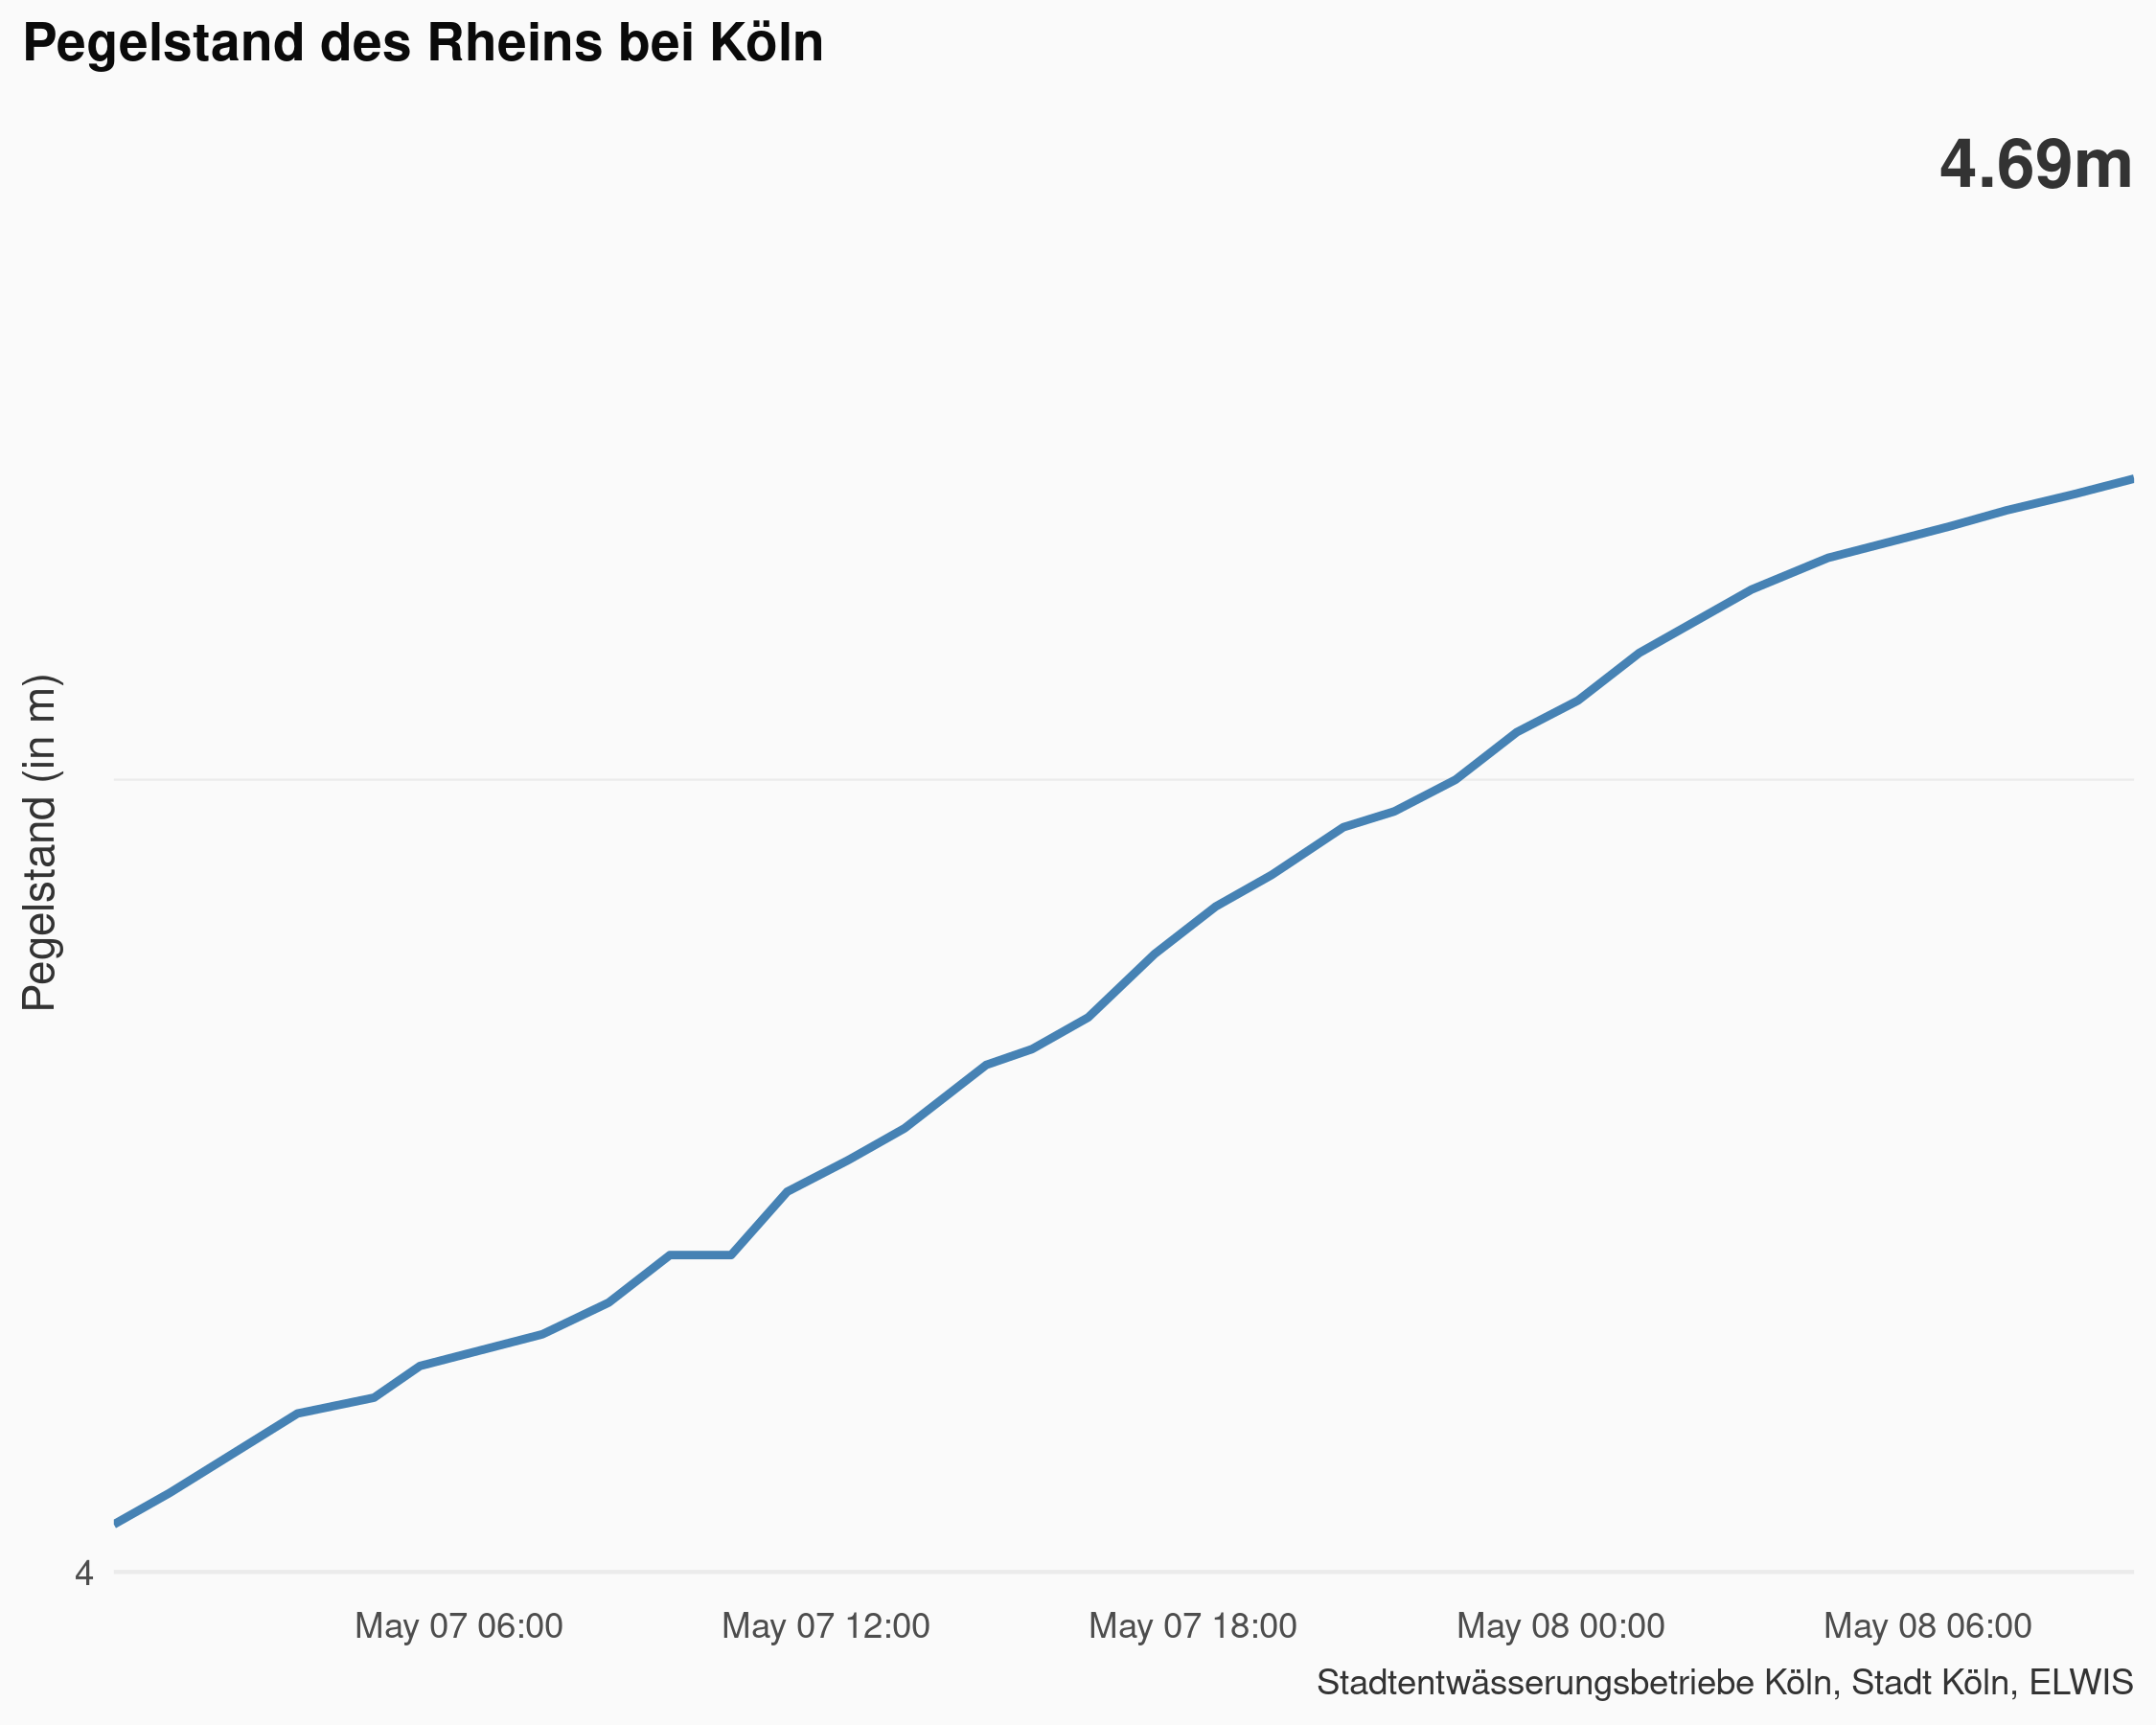 Pegelstand des Rheins bei Köln
4.69m
Pegelstand (in m)
4
May 07 06:00 May 07 12:00 May 07 18:00 May 08 00:00 May 08 06:00
Stadtentwässerungsbetriebe Köln, Stadt Köln, ELWIS